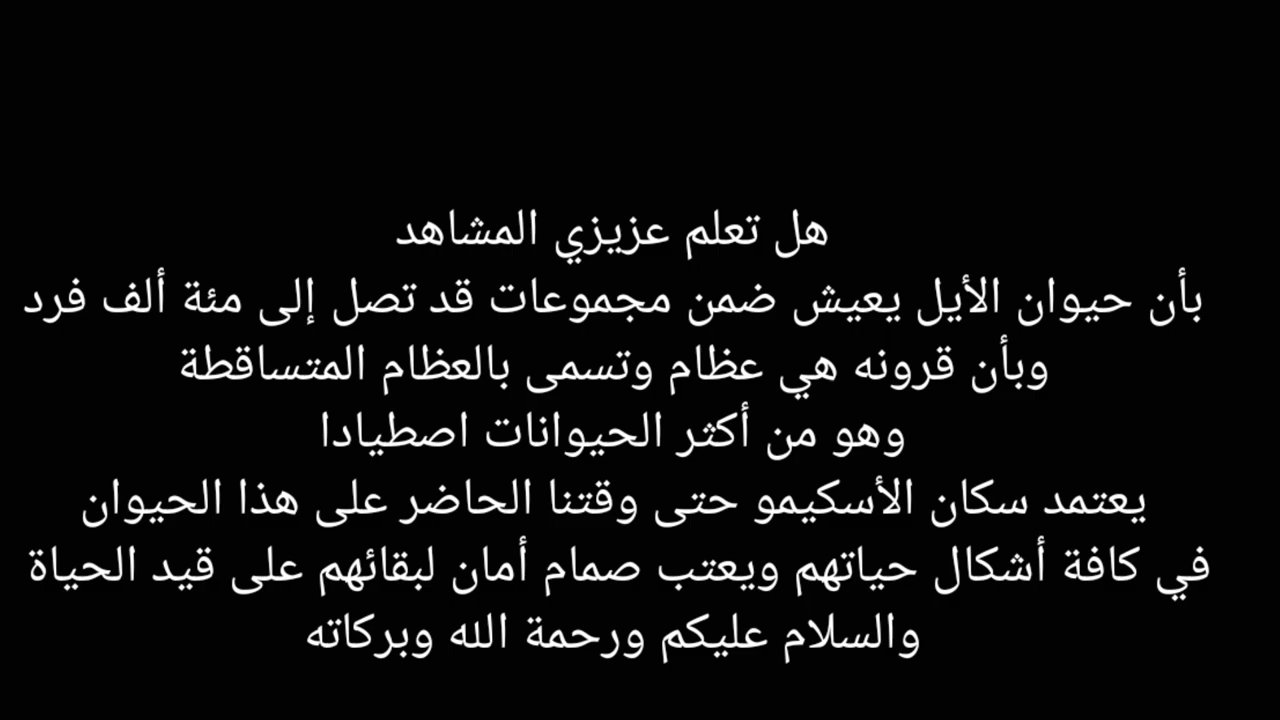 هل تعلم عزيزي المشاهد
بأن حيوان الأيل يعيش ضمن مجموعات قد تصل إلى مئة ألف فرد
وبأن قرونه هي عظام وتسمى بالعظام المتساقطة
وهو من أكثر الحيوانات اصطيادا
يعتمد سكان الأسكيمو حتى وقتنا الحاضر على هذا الحيوان
في كافة أشكال حياتهم ويعتب صمام أمان لبقائهم على قيد الحياة
والسلام عليكم ورحمة الله وبركاته